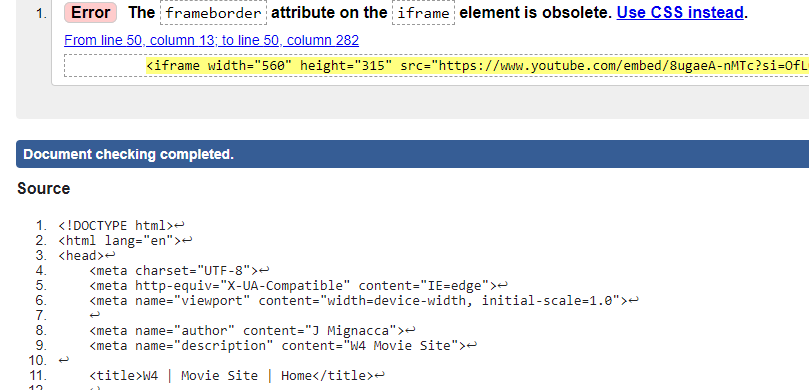 1. Error The frameborder attribute on the iframe element is obsolete. Use CSS instead.
From line 50, column 13; to line 50, column 282
<iframe width="560" height="315" src="https://www.youtube.com/embed/8ugaeA-nMTc?si=OfL
Document checking completed.
Source
1. <!DOCTYPE html>↩
2. <html lang="en">↩
3. <head>↩
4. <meta charset="UTF-8">↩
5. <meta http-equiv="X-UA-Compatible" content="IE=edge">↩
6. <meta name="viewport" content="width=device-width, initial-scale=1.0">↩
7. ↩
8. <meta name="author" content="J Mignacca">↩
9. <meta name="description" content="W4 Movie Site">↩
10. ↩
11. <title>W4 | Movie Site | Home</title>↩